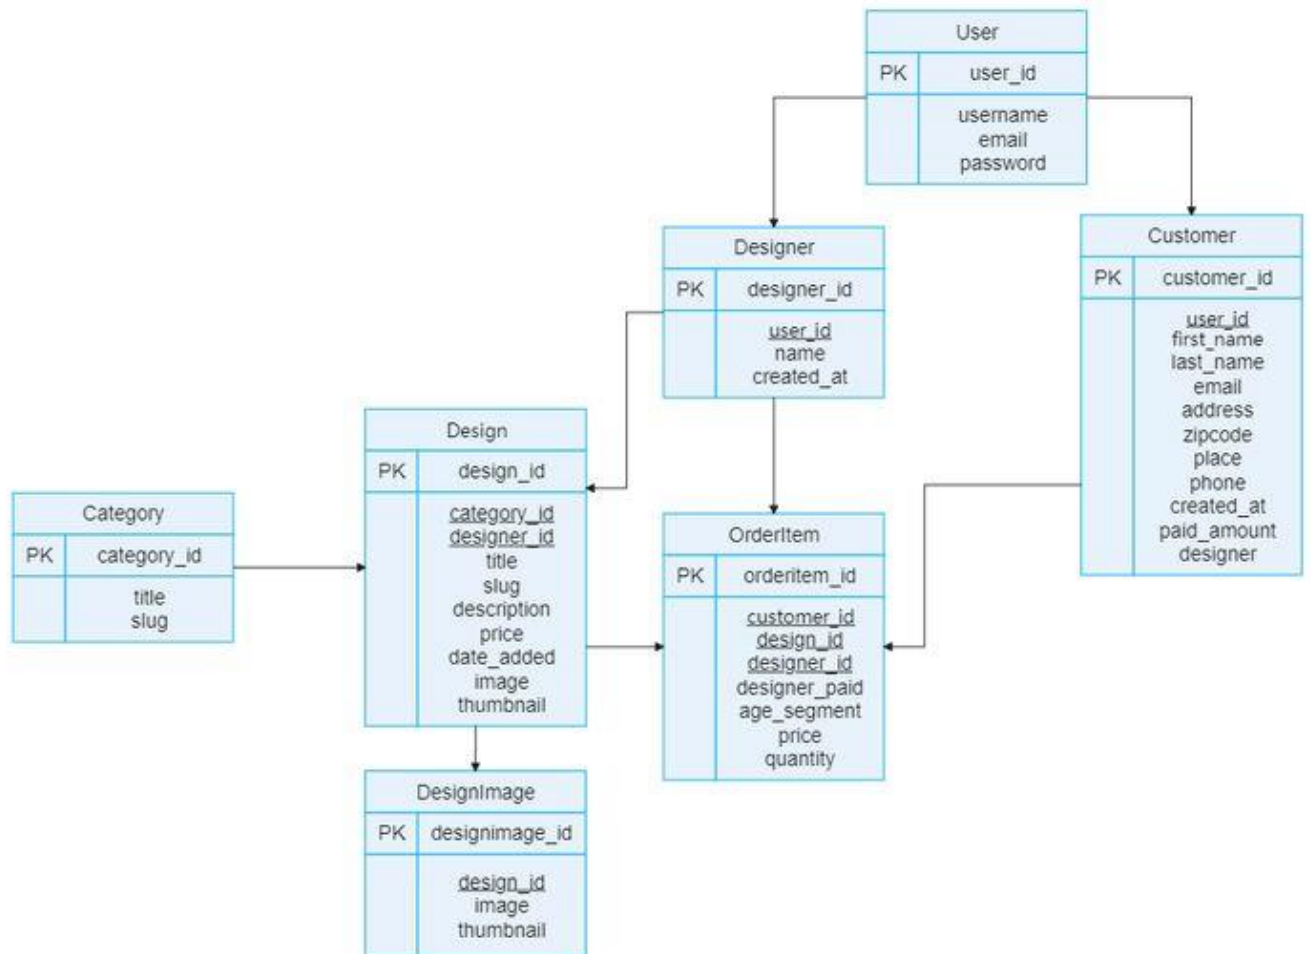 User
PK user_id
username
email
password
Designer
PK designer_id
user_id
name
created_at
Customer
PK customer_id
user_id
first_name
last_name
email
address
zipcode
place
phone
created_at
paid_amount
designer
Design
PK design_id
category_id
designer_id
title
slug
description
price
date_added
image
thumbnail
Category
PK category_id
title
slug
OrderItem
PK orderitem_id
customer_id
design_id
designer_id
designer_paid
age_segment
price
quantity
DesignImage
PK designimage_id
design_id
image
thumbnail